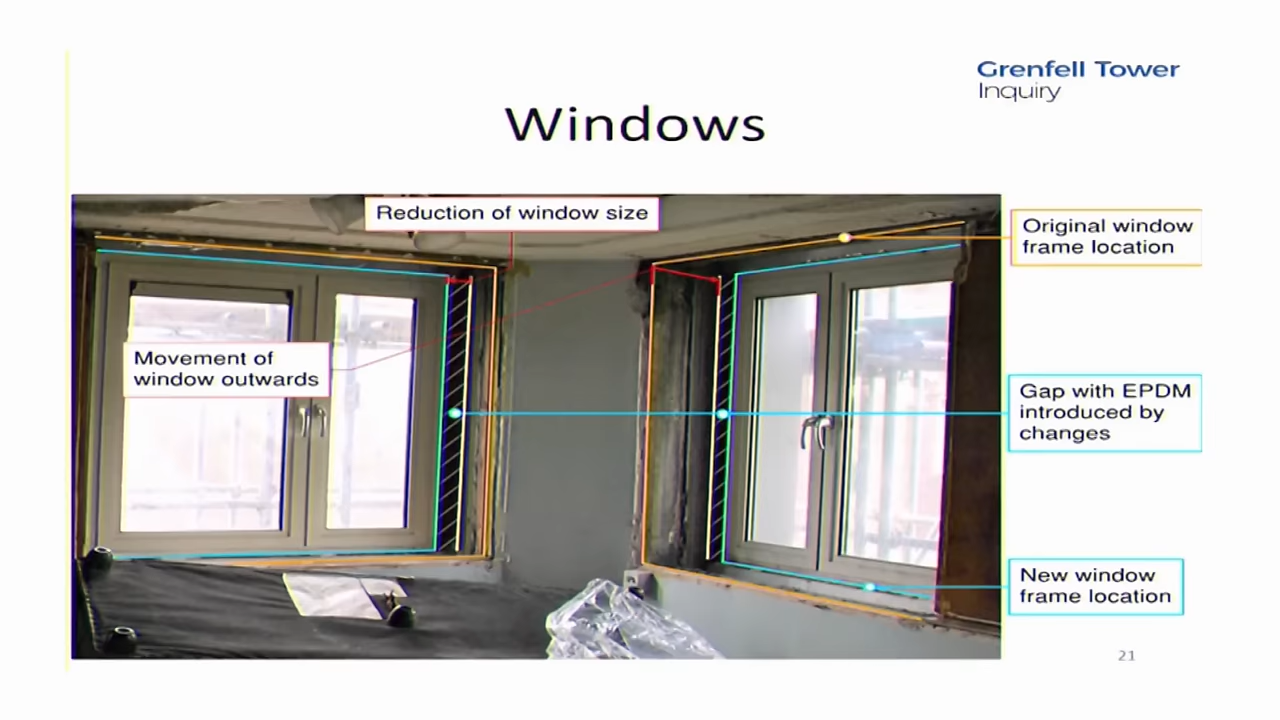 Grenfell Tower
Inquiry
Windows
Reduction of window size
Original window
frame location
Movement of
window outwards
Gap with EPDM
introduced by
changes
New window
frame location
21